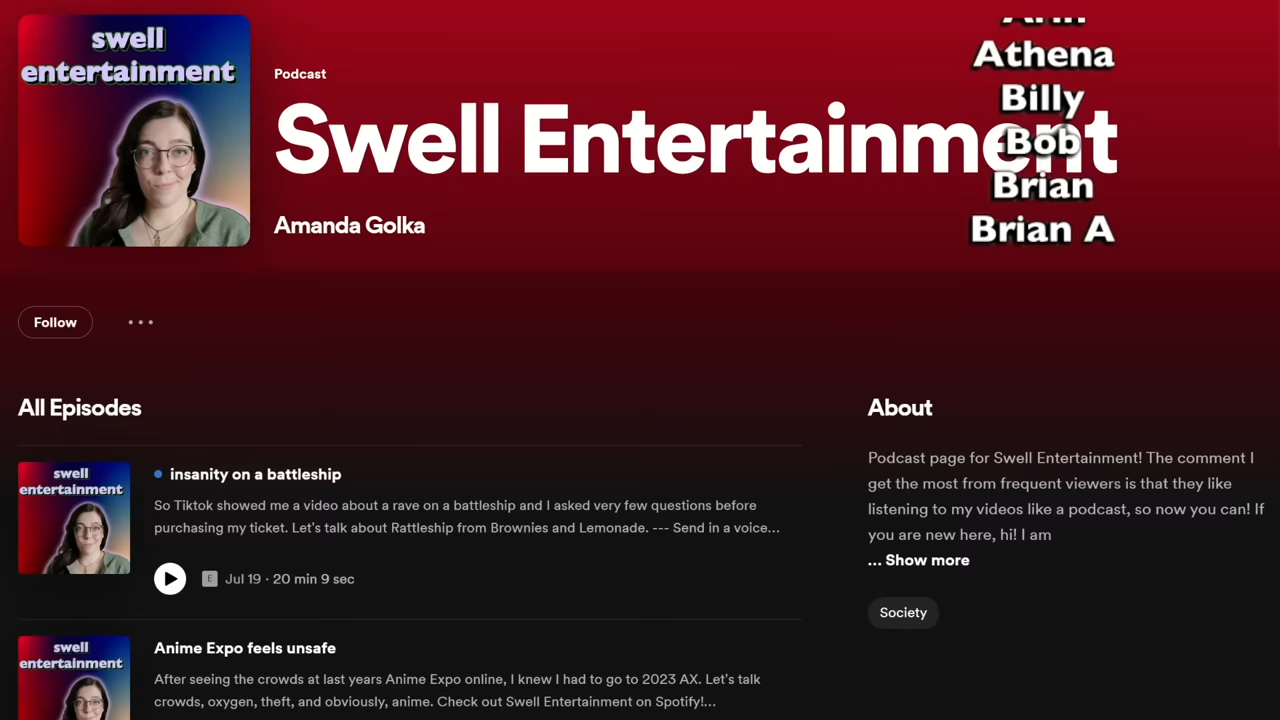 swell
entertainment
Podcast
Swell Entertainment
Amanda Golka
Athena
Billy
Bob
Brian
Brian A
Follow
All Episodes
swell
entertainment
insanity on a battleship
So Tiktok showed me a video about a rave on a battleship and I asked very few questions before
purchasing my ticket. Let's talk about Rattleship from Brownies and Lemonade. --- Send in a voice...
E Jul 19 · 20 min 9 sec
swell
entertainment
Anime Expo feels unsafe
After seeing the crowds at last years Anime Expo online, I knew I had to go to 2023 AX. Let's talk
crowds, oxygen, theft, and obviously, anime. Check out Swell Entertainment on Spotify!...
About
Podcast page for Swell Entertainment! The comment I
get the most from frequent viewers is that they like
listening to my videos like a podcast, so now you can! If
you are new here, hi! I am
... Show more
Society